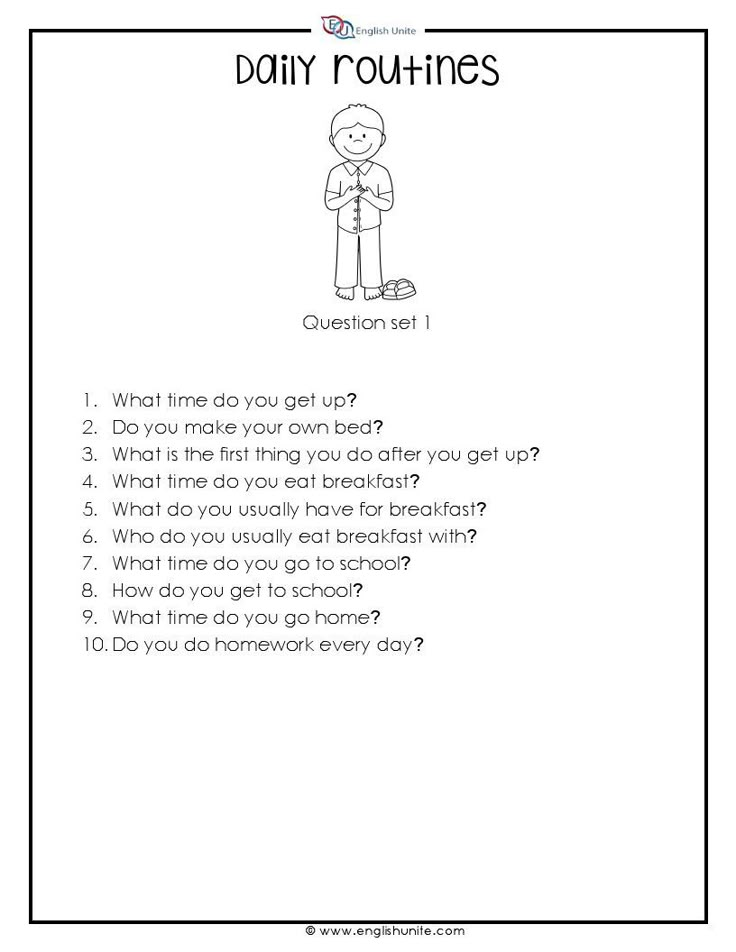 EU English Unite
Daily routines
Question set 1
1. What time do you get up?
2. Do you make your own bed?
3. What is the first thing you do after you get up?
4. What time do you eat breakfast?
5. What do you usually have for breakfast?
6. Who do you usually eat breakfast with?
7. What time do you go to school?
8. How do you get to school?
9. What time do you go home?
10. Do you do homework every day?
© www.englishunite.com